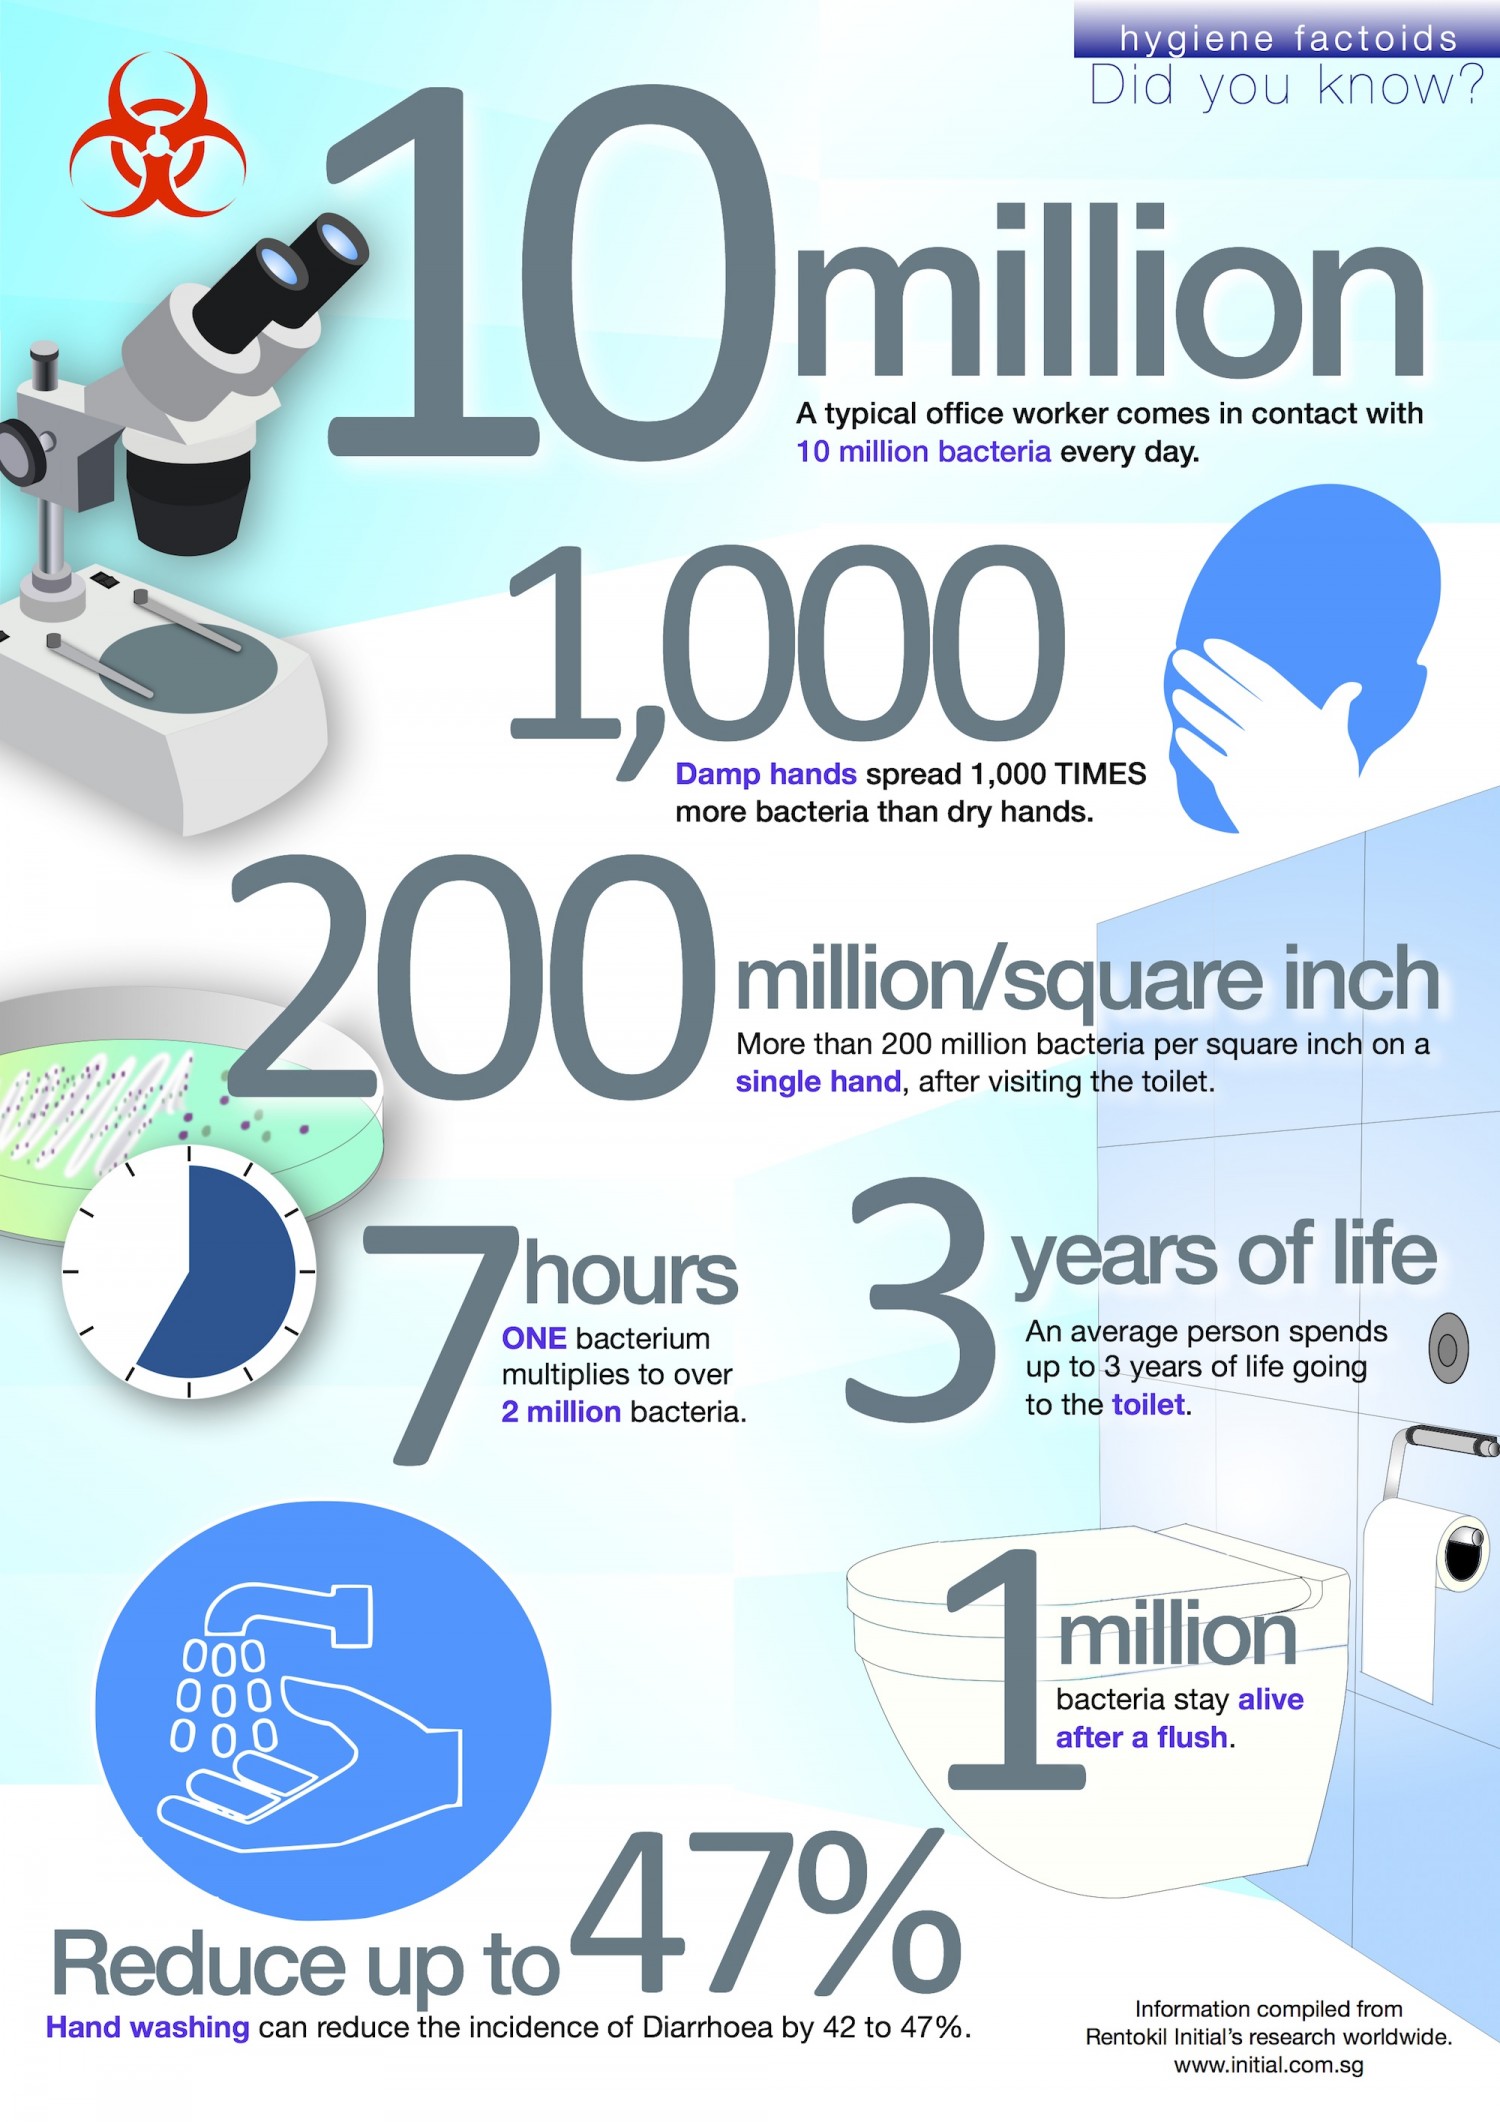 hygiene factoids
Did you know?
10 million
A typical office worker comes in contact with
10 million bacteria every day.
1,000
Damp hands spread 1,000 TIMES
more bacteria than dry hands.
200 million/square inch
More than 200 million bacteria per square inch on a
single hand, after visiting the toilet.
7 hours
ONE bacterium
multiplies to over
2 million bacteria.
3 years of life
An average person spends
up to 3 years of life going
to the toilet.
1 million
bacteria stay alive
after a flush.
Reduce up to 47%
Hand washing can reduce the incidence of Diarrhoea by 42 to 47%.
Information compiled from
Rentokil Initial's research worldwide.
www.initial.com.sg